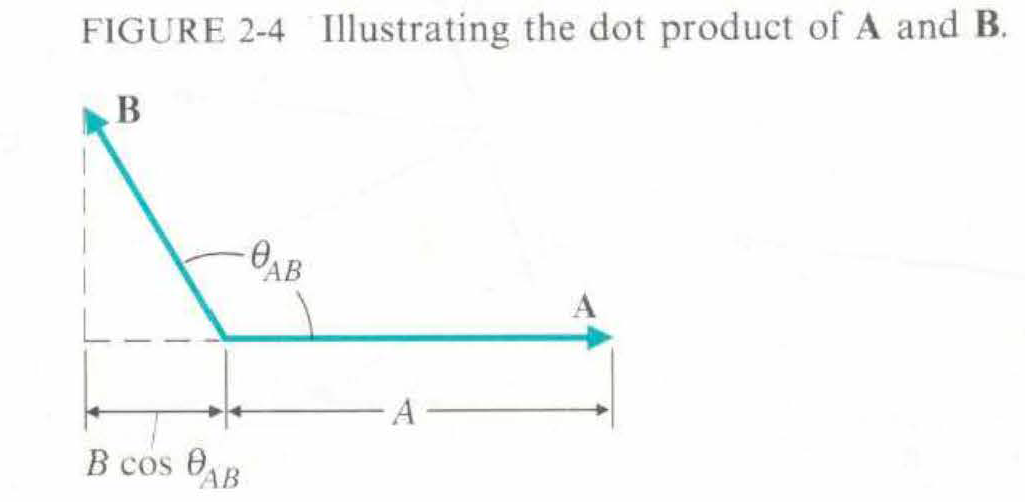 FIGURE 2-4 Illustrating the dot product of A and B.
B
θAB
A
A
B cos θAB